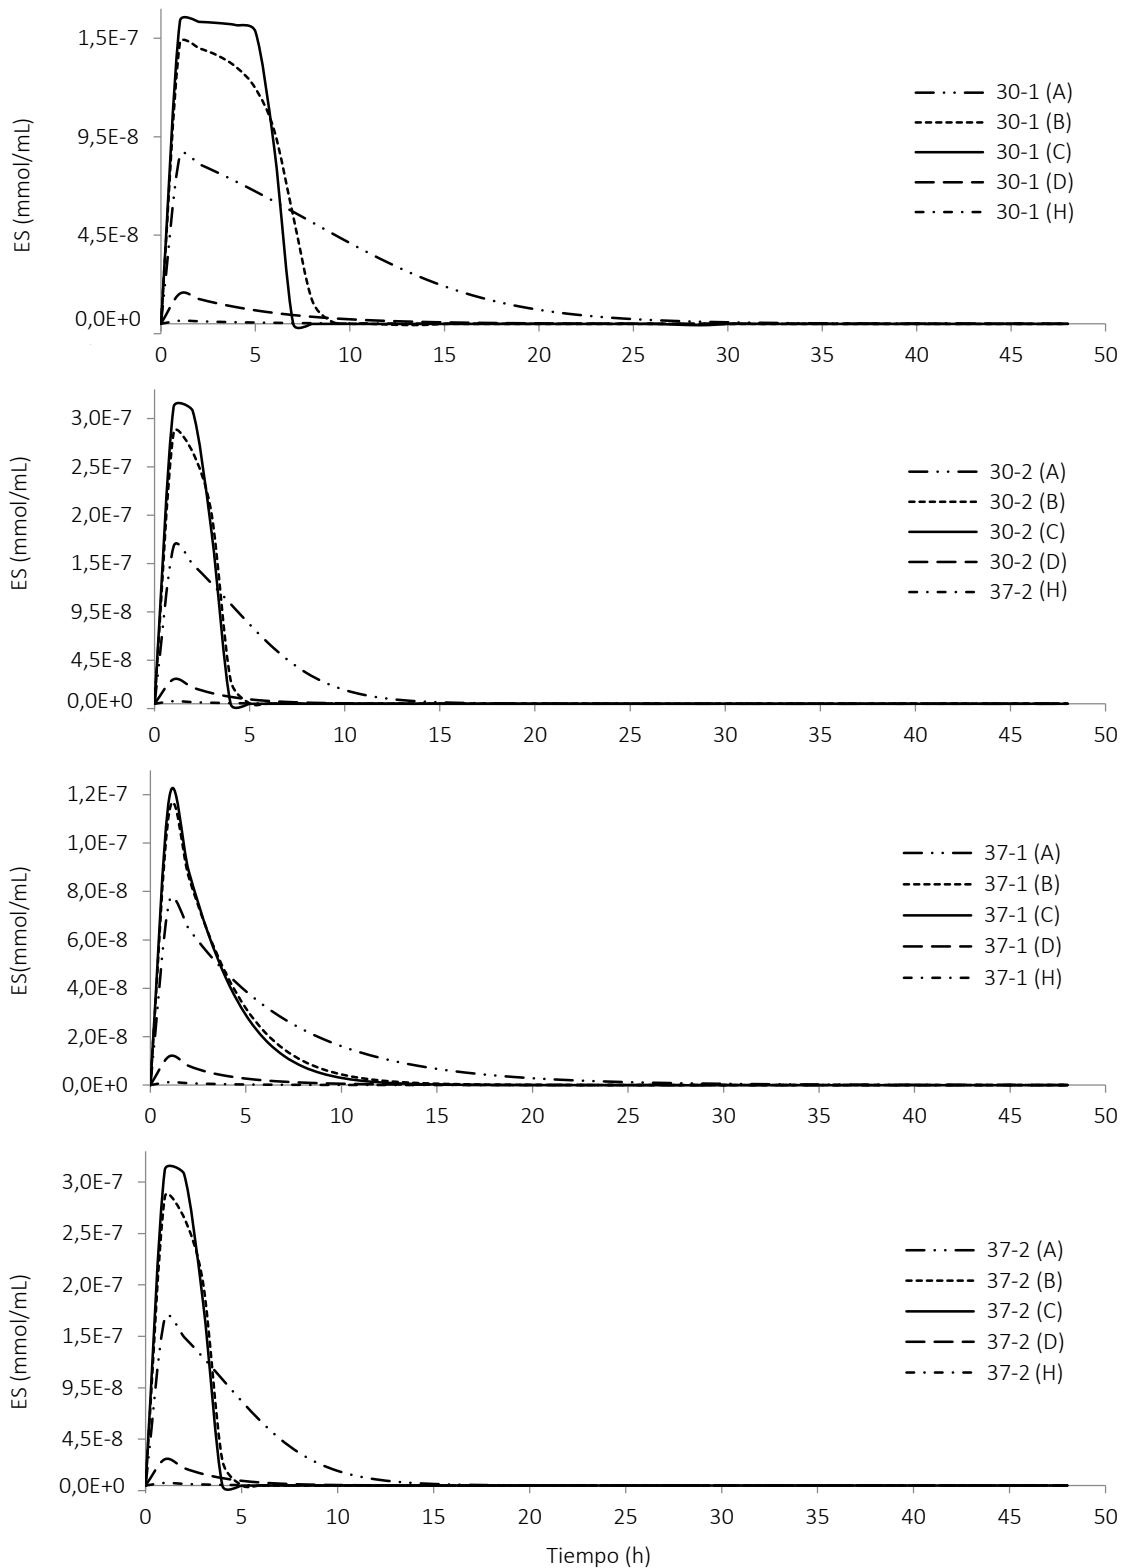 ES (mmol/mL)
1,5E-7
9,5E-8
4,5E-8
0,0E+0
0 5 10 15 20 25 30 35 40 45 50
30-1 (A)
30-1 (B)
30-1 (C)
30-1 (D)
30-1 (H)
ES (mmol/mL)
3,0E-7
2,5E-7
2,0E-7
1,5E-7
9,5E-8
4,5E-8
0,0E+0
0 5 10 15 20 25 30 35 40 45 50
30-2 (A)
30-2 (B)
30-2 (C)
30-2 (D)
37-2 (H)
ES(mmol/mL)
1,2E-7
1,0E-7
8,0E-8
6,0E-8
4,0E-8
2,0E-8
0,0E+0
0 5 10 15 20 25 30 35 40 45 50
37-1 (A)
37-1 (B)
37-1 (C)
37-1 (D)
37-1 (H)
ES (mmol/mL)
3,0E-7
2,5E-7
2,0E-7
1,5E-7
9,5E-8
4,5E-8
0,0E+0
0 5 10 15 20 25 30 35 40 45 50
37-2 (A)
37-2 (B)
37-2 (C)
37-2 (D)
37-2 (H)
Tiempo (h)